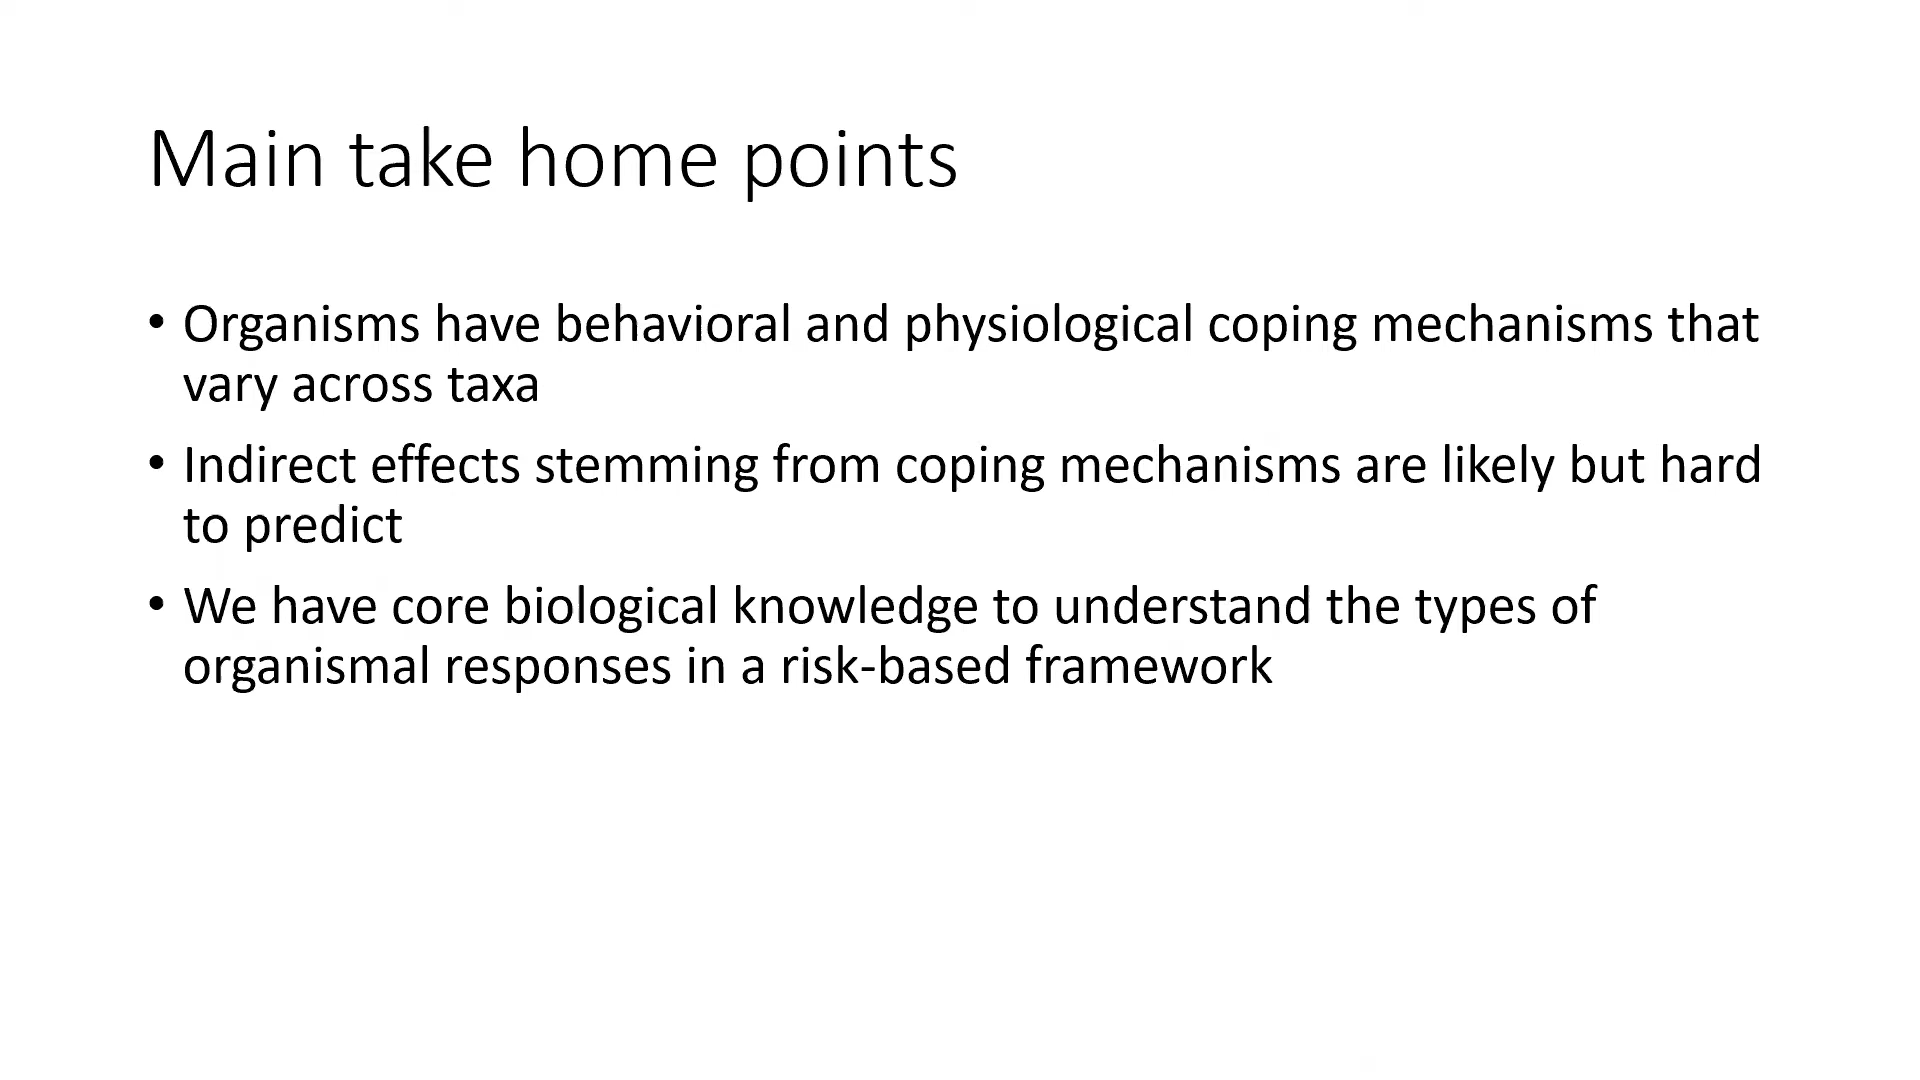 Main take home points
• Organisms have behavioral and physiological coping mechanisms that
vary across taxa
• Indirect effects stemming from coping mechanisms are likely but hard
to predict
• We have core biological knowledge to understand the types of
organismal responses in a risk-based framework